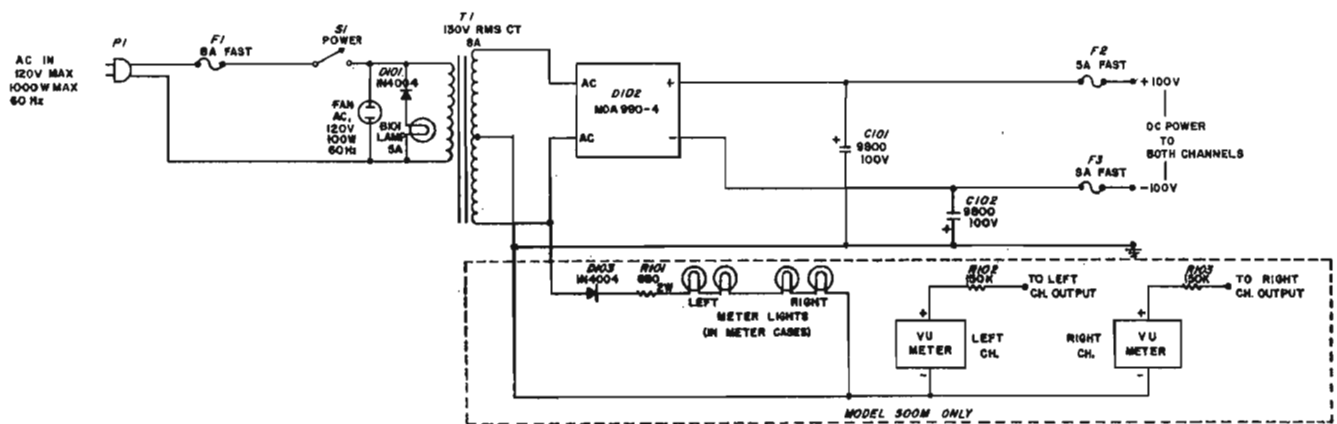 P1
AC IN
120V MAX
1000W MAX
60 Hz
F1
8A FAST
S1
POWER
D101
1N4004
FAN
AC,
120V
100W
60Hz
B101
LAMP
5A
T1
130V RMS CT
8A
AC
AC
D102
MDA 990-4
+
−
+
C101
9800
100V
C102
9800
100V
+
F2
5A FAST
+100V
DC POWER
TO
BOTH CHANNELS
F3
5A FAST
-100V
D103
1N4004
R101
680
2W
LEFT
RIGHT
METER LIGHTS
(IN METER CASES)
R102
150K
TO LEFT
CH. OUTPUT
+
VU
METER
-
LEFT
CH.
R103
150K
TO RIGHT
CH. OUTPUT
RIGHT
CH.
+
VU
METER
-
MODEL 500M ONLY